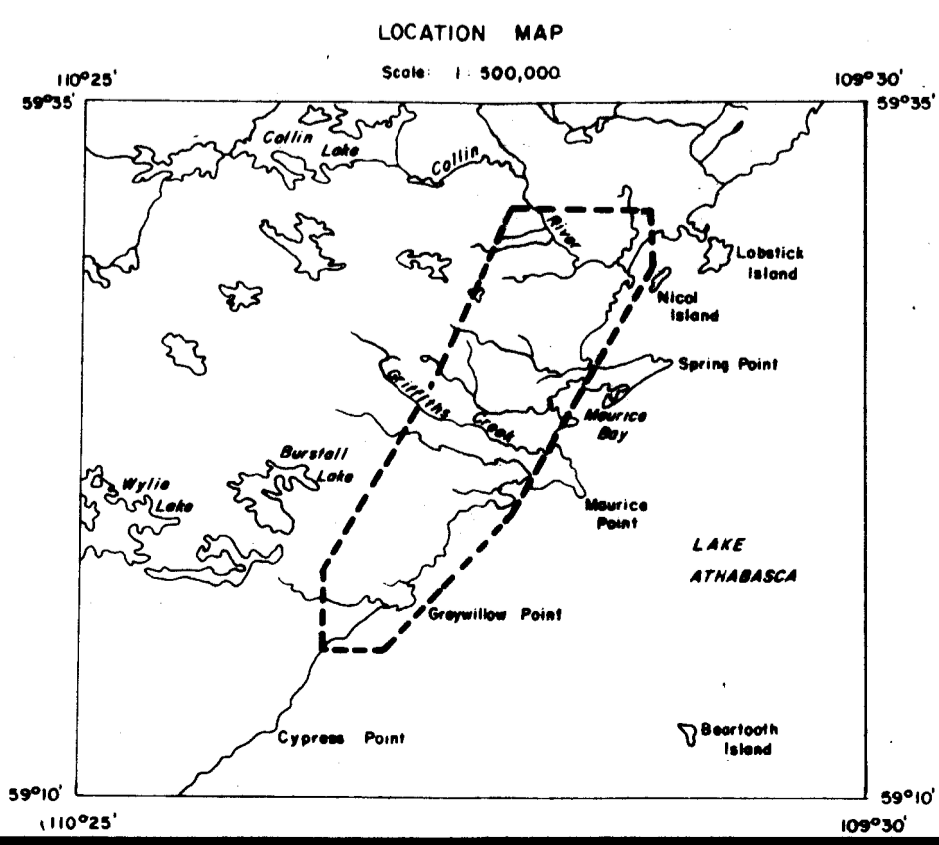 LOCATION MAP
Scale: 1:500,000
110°25'
109°30'
59°35'
59°35'
Collin
Lake
Collin
River
Lobstick
Island
Nicol
Island
Spring Point
Griffiths
Creek
Maurice
Bay
Burstall
Lake
Wylie
Lake
Maurice
Point
LAKE
ATHABASCA
Greywillow Point
Cypress Point
Beartooth
Island
59°10'
59°10'
110°25'
109°30'